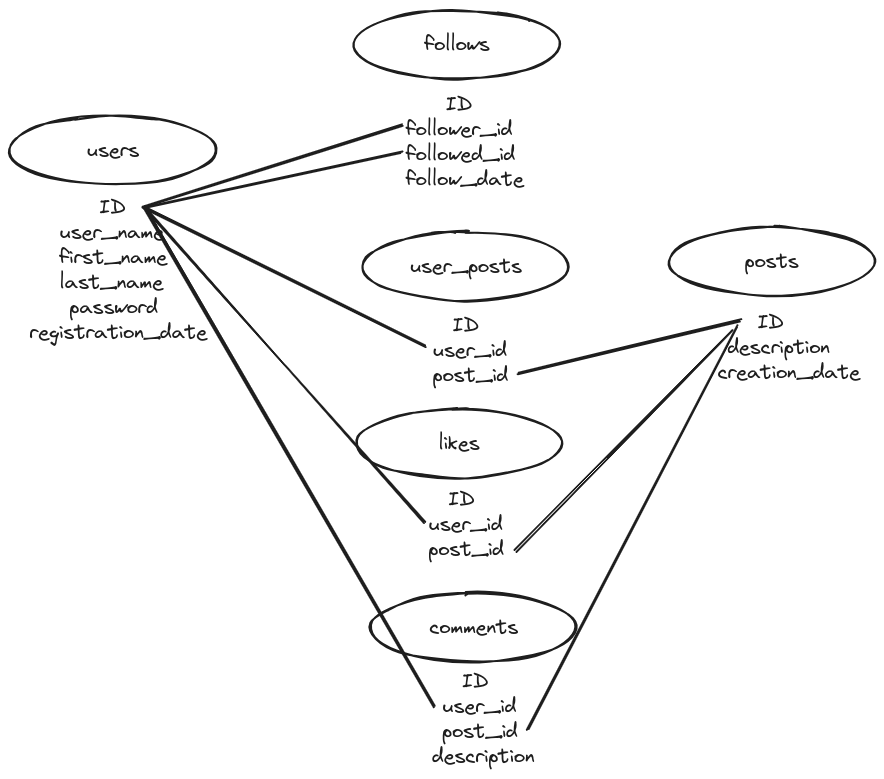 follows
ID
follower_id
followed_id
follow_date
users
ID
user_name
first_name
last_name
password
registration_date
user_posts
ID
user_id
post_id
posts
ID
description
creation_date
likes
ID
user_id
post_id
comments
ID
user_id
post_id
description